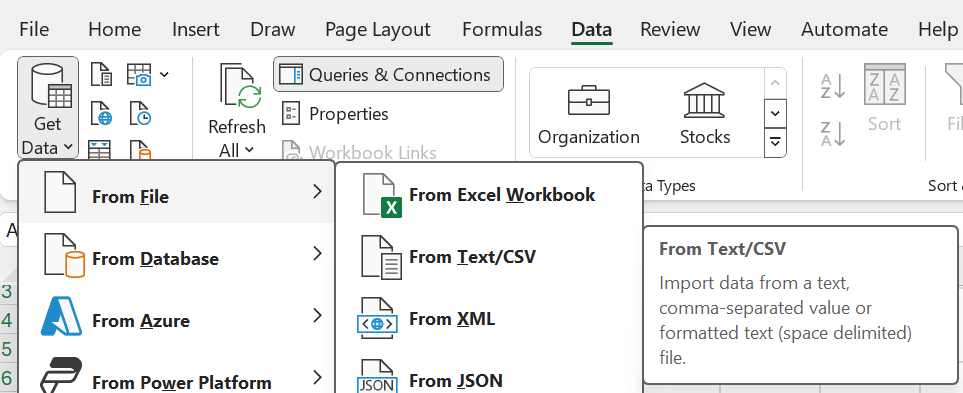 File Home Insert Draw Page Layout Formulas Data Review View Automate Help
Get
Data
Refresh
All
Queries & Connections
Properties
Workbook Links
Organization
Stocks
Sort
From File
From Database
From Azure
From Power Platform
From Excel Workbook
From Text/CSV
From XML
JSON
From JSON
Types
Sort
A
3
4
5
6
From Text/CSV
Import data from a text,
comma-separated value or
formatted text (space delimited)
file.